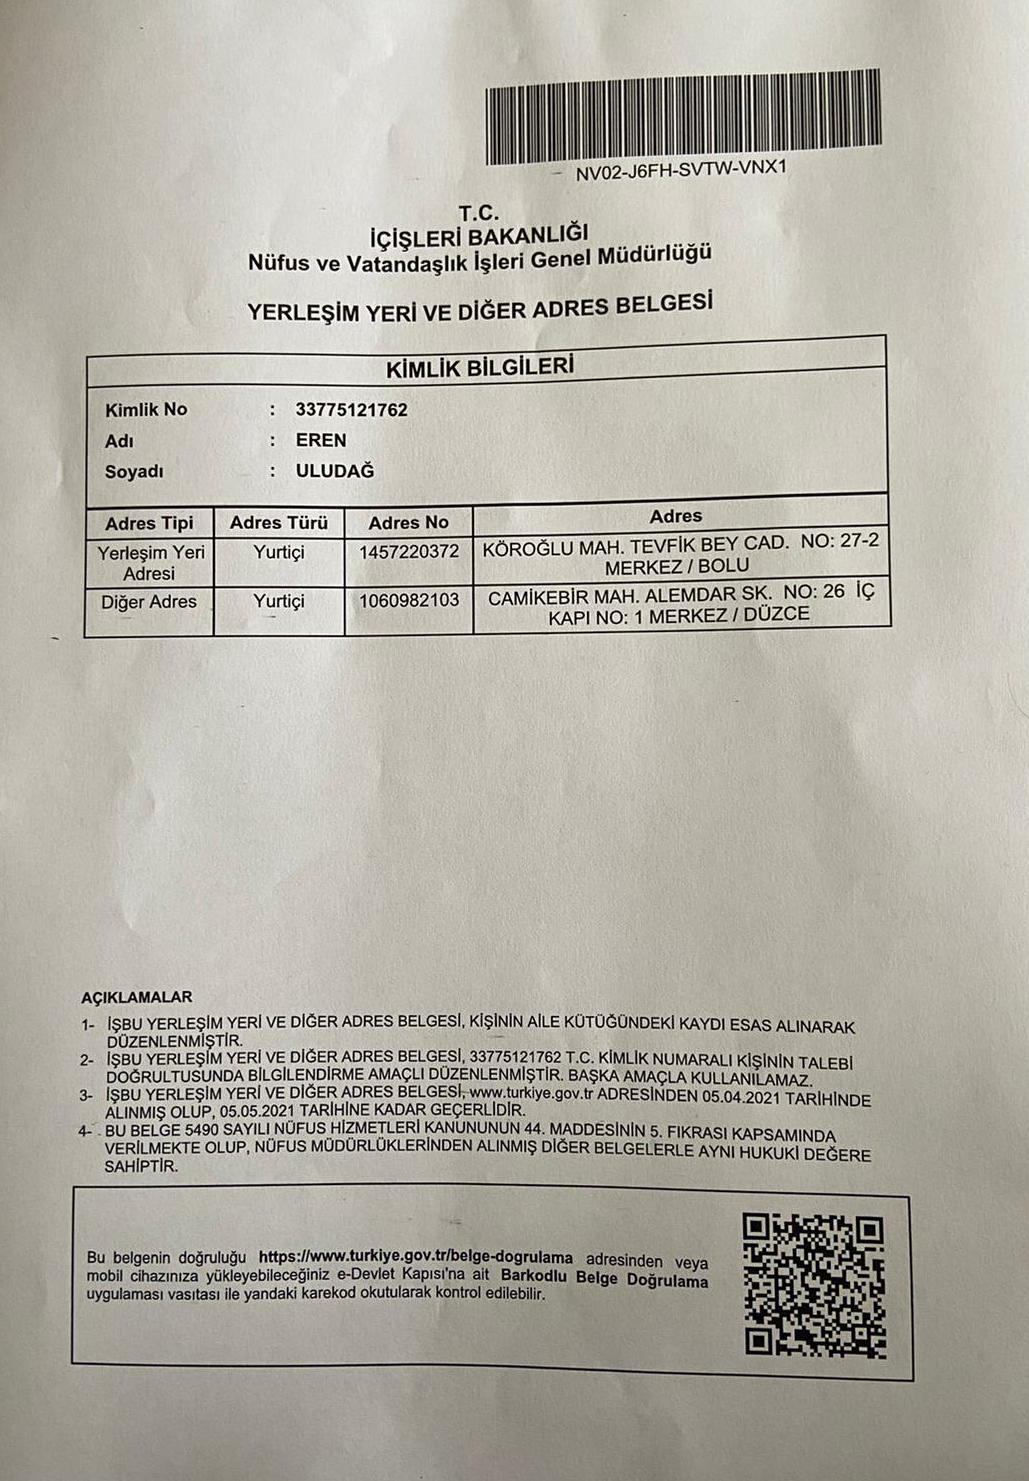 NV02-J6FH-SVTW-VNX1
T.C.
İÇİŞLERİ BAKANLIĞI
Nüfus ve Vatandaşlık İşleri Genel Müdürlüğü
YERLEŞİM YERİ VE DİĞER ADRES BELGESİ
KİMLİK BİLGİLERİ
Kimlik No : 33775121762
Adı : EREN
Soyadı : ULUDAĞ
Adres Tipi Adres Türü Adres No Adres
Yerleşim Yeri Adresi Yurtiçi 1457220372 KÖROĞLU MAH. TEVFİK BEY CAD. NO: 27-2
MERKEZ / BOLU
Diğer Adres Yurtiçi 1060982103 CAMİKEBİR MAH. ALEMDAR SK. NO: 26 İÇ
KAPI NO: 1 MERKEZ / DÜZCE
AÇIKLAMALAR
1- İŞBU YERLEŞİM YERİ VE DİĞER ADRES BELGESİ, KİŞİNİN AİLE KÜTÜĞÜNDEKİ KAYDI ESAS ALINARAK
DÜZENLENMİŞTİR.
2- İŞBU YERLEŞİM YERİ VE DİĞER ADRES BELGESİ, 33775121762 T.C. KİMLİK NUMARALI KİŞİNİN TALEBİ
DOĞRULTUSUNDA BİLGİLENDİRME AMAÇLI DÜZENLENMİŞTİR. BAŞKA AMAÇLA KULLANILAMAZ.
3- İŞBU YERLEŞİM YERİ VE DİĞER ADRES BELGESİ, www.turkiye.gov.tr ADRESİNDEN 05.04.2021 TARİHİNDE
ALINMIŞ OLUP, 05.05.2021 TARİHİNE KADAR GEÇERLİDİR.
4- BU BELGE 5490 SAYILI NÜFUS HİZMETLERİ KANUNUNUN 44. MADDESİNİN 5. FIKRASI KAPSAMINDA
VERİLMEKTE OLUP, NÜFUS MÜDÜRLÜKLERİNDEN ALINMIŞ DİĞER BELGELERLE AYNI HUKUKİ DEĞERE
SAHİPTİR.
Bu belgenin doğruluğu https://www.turkiye.gov.tr/belge-dogrulama adresinden veya
mobil cihazınıza yükleyebileceğiniz e-Devlet Kapısı'na ait Barkodlu Belge Doğrulama
uygulaması vasıtası ile yandaki karekod okutularak kontrol edilebilir.